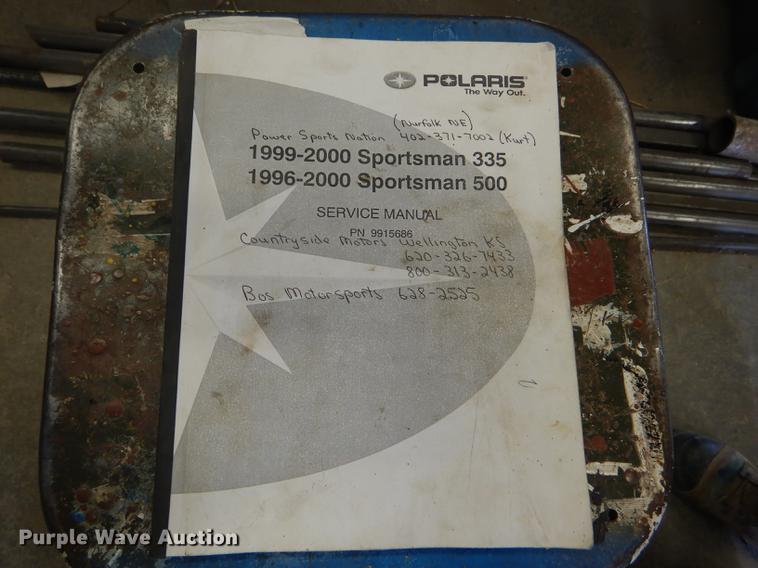 POLARIS
The Way Out.
(Nurfolk NE)
Power Sports Nation 402-371-7002 (Kurt)
1999-2000 Sportsman 335
1996-2000 Sportsman 500
SERVICE MANUAL
PN 9915686
Countryside Motors Wellington KS
620-326-7433
800-313-2438
Bos Motorsports 628-2525
Purple Wave Auction